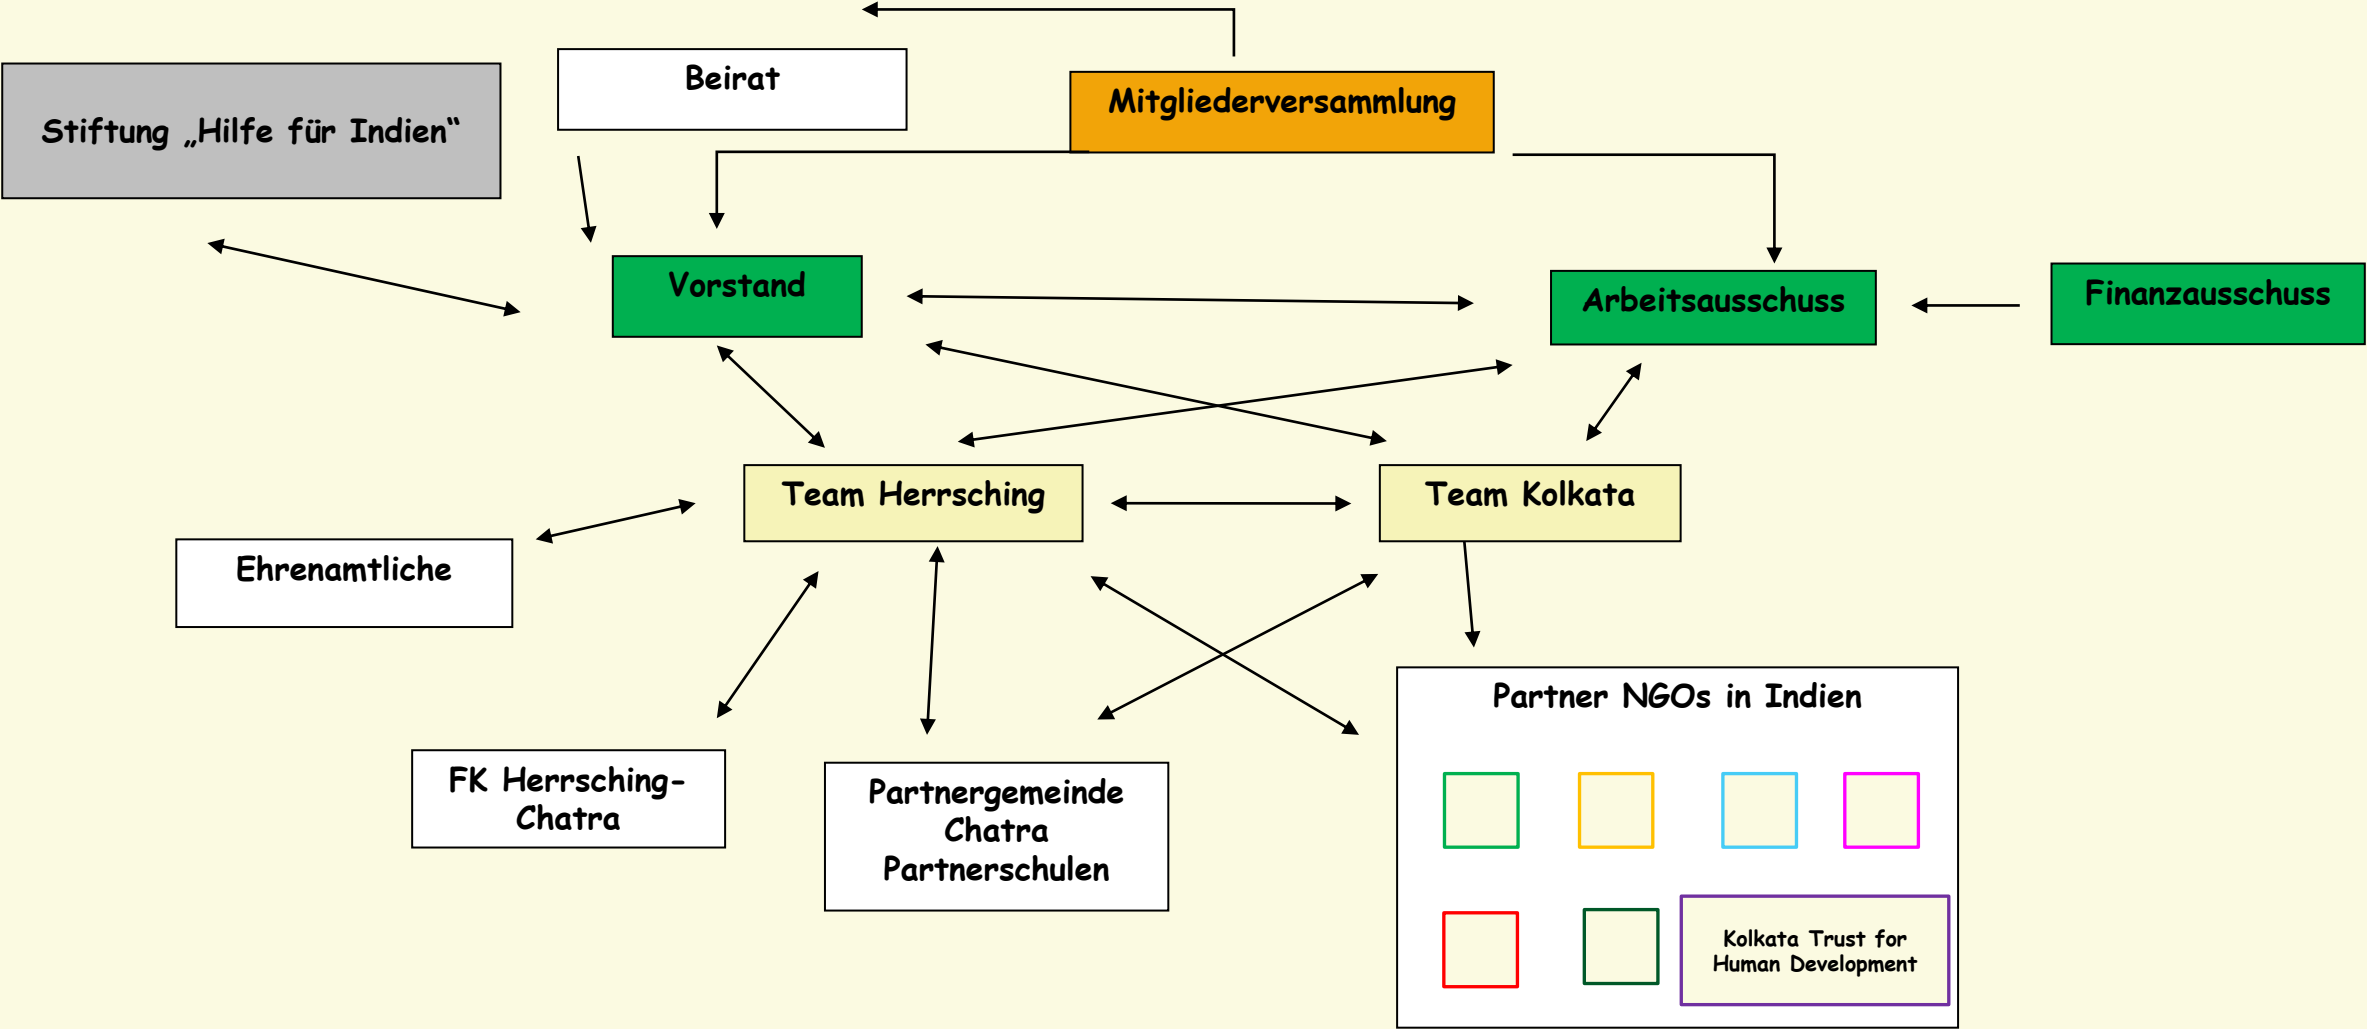 Beirat
Mitgliederversammlung
Stiftung „Hilfe für Indien“
Vorstand
Arbeitsausschuss
Finanzausschuss
Team Herrsching
Team Kolkata
Ehrenamtliche
Partner NGOs in Indien
FK Herrsching-
Chatra
Partnergemeinde
Chatra
Partnerschulen
Kolkata Trust for
Human Development